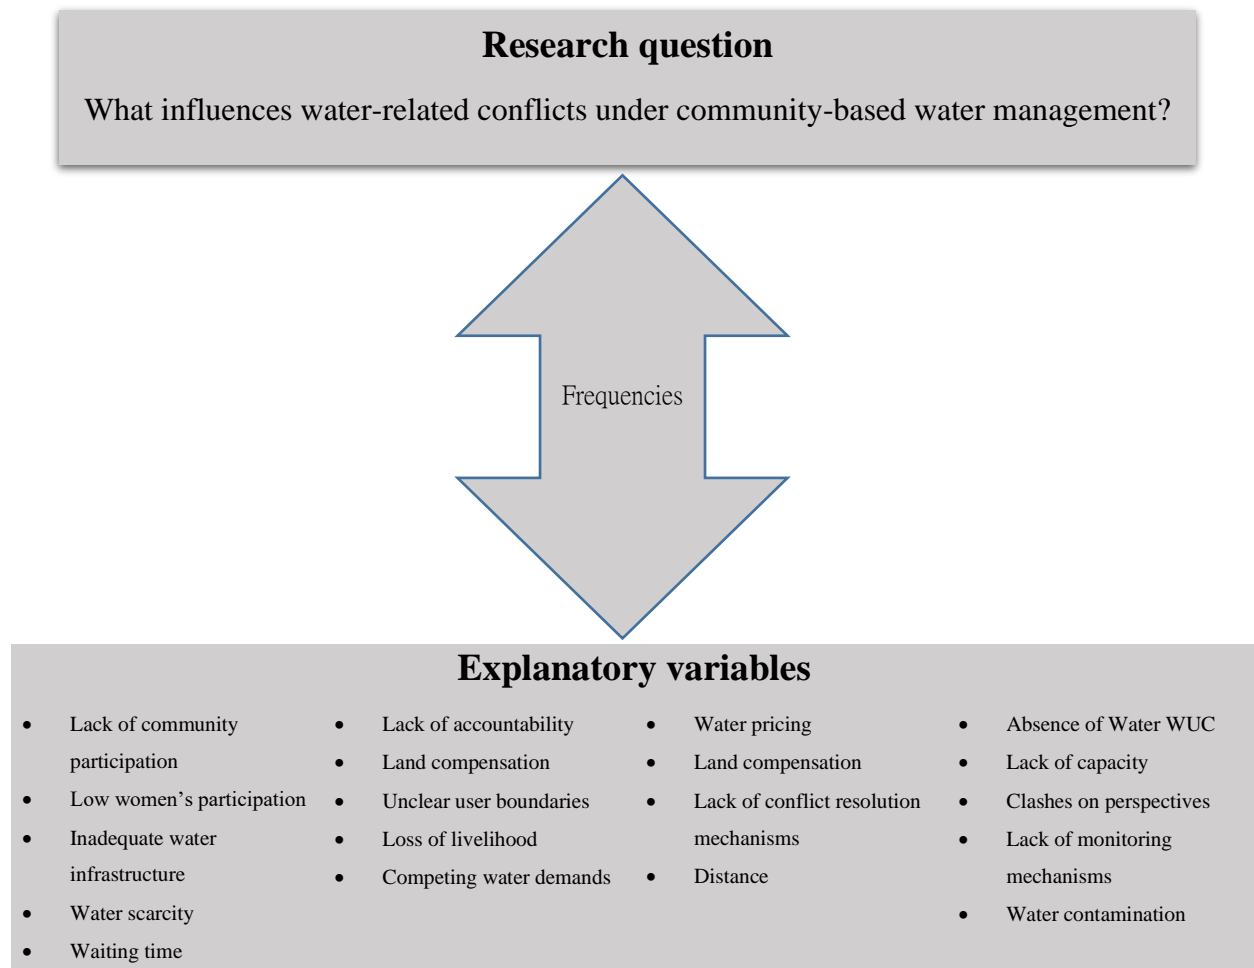 Research question
What influences water-related conflicts under community-based water management?
Frequencies
Explanatory variables
• Lack of community
participation
• Low women's participation
• Inadequate water
infrastructure
• Water scarcity
• Waiting time
• Lack of accountability
• Land compensation
• Unclear user boundaries
• Loss of livelihood
• Competing water demands
• Water pricing
• Land compensation
• Lack of conflict resolution
mechanisms
• Distance
• Absence of Water WUC
• Lack of capacity
• Clashes on perspectives
• Lack of monitoring
mechanisms
• Water contamination